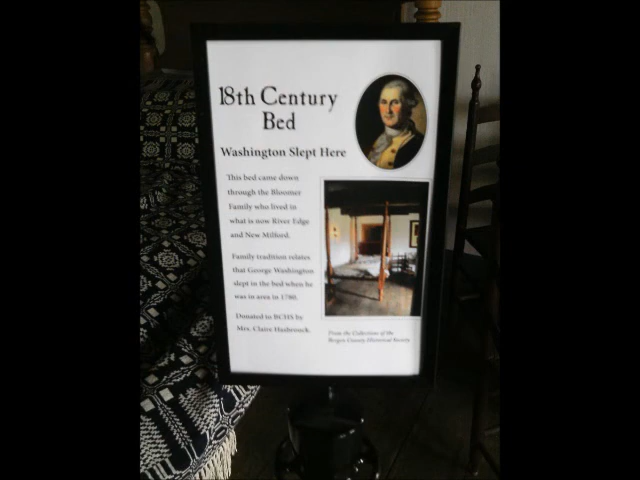 18th Century
Bed
Washington Slept Here
This bed came down
through the Bloomer
Family who lived in
what is now River Edge
and New Milford.
Family tradition relates
that George Washington
slept in the bed when he
was in area in 1780.
Donated to BCHS by
Mrs. Claire Hasbrouck.
From the Collections of the
Bergen County Historical Society